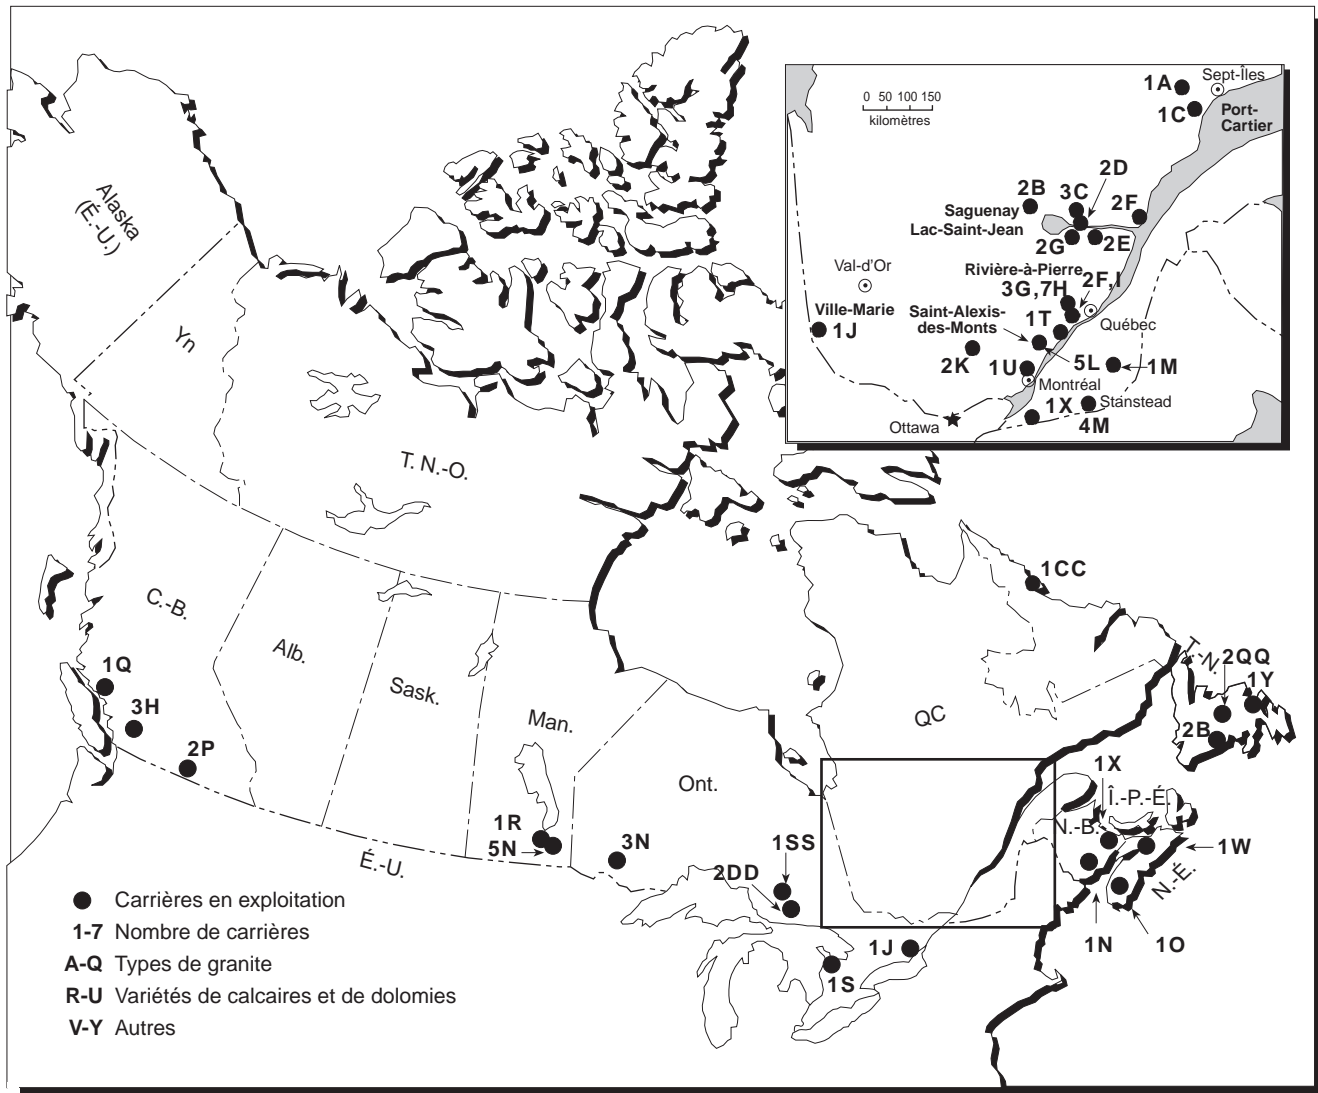 Alaska
(É.-U.)
Yn
T. N.-O.
C.-B.
Alb.
Sask.
Man.
Ont.
QC
T.-N.
Î.-P.-É.
N.-B.
N.-É.
É.-U.
1Q
3H
2P
1R
5N
3N
1SS
2DD
1J
1S
1CC
2QQ
1Y
2B
1X
1W
1N
1O
0 50 100 150
kilomètres
1A
Sept-Îles
1C
Port-
Cartier
2D
2B
3C
2F
Saguenay
Lac-Saint-Jean
2G
2E
Val-d'Or
Rivière-à-Pierre
2F,I
3G,7H
Ville-Marie
Saint-Alexis-
des-Monts
1T
Québec
1J
2K
1U
5L
1M
Montréal
1X
Stanstead
Ottawa
4M
Carrières en exploitation
1-7 Nombre de carrières
A-Q Types de granite
R-U Variétés de calcaires et de dolomies
V-Y Autres